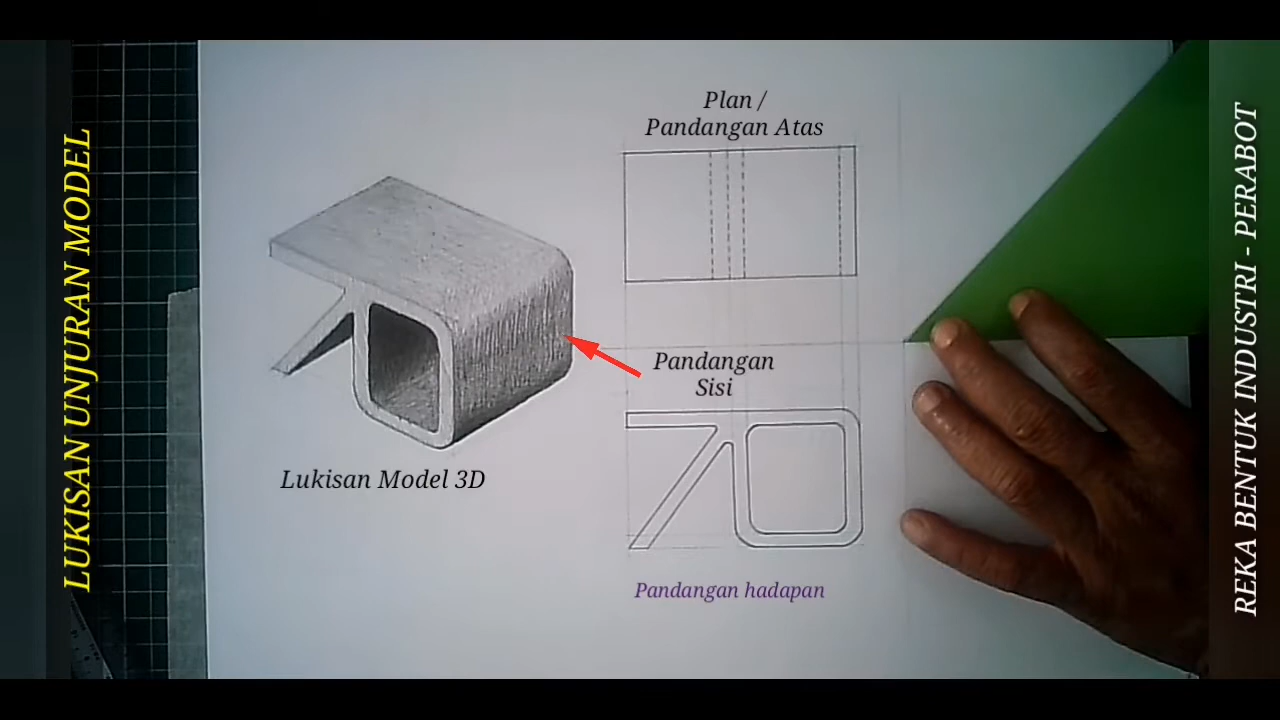 LUKISAN UNJURAN MODEL
Plan /
Pandangan Atas
Pandangan
Sisi
Lukisan Model 3D
Pandangan hadapan
REKA BENTUK INDUSTRI - PERABOT